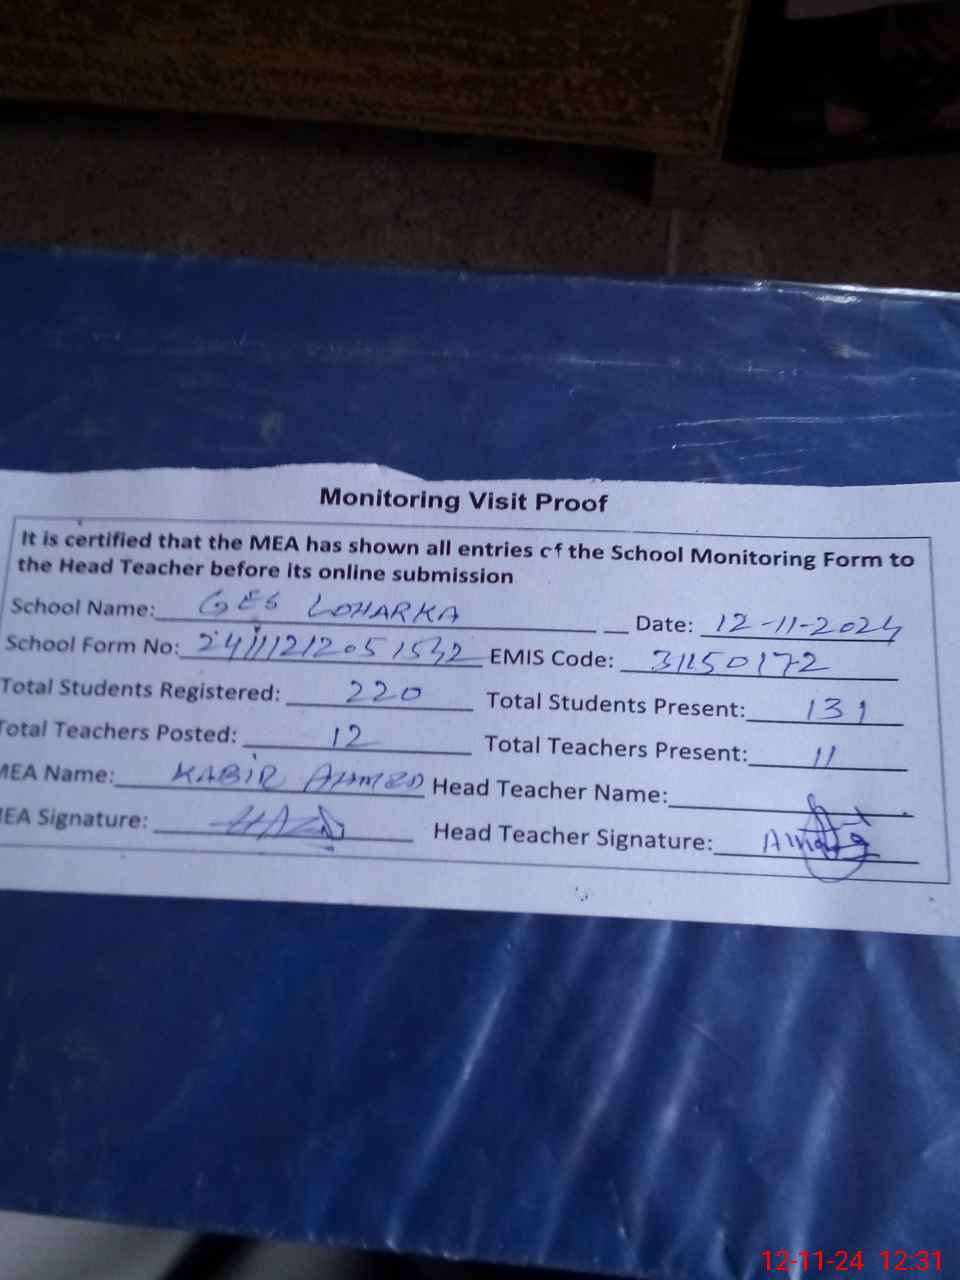 Monitoring Visit Proof
It is certified that the MEA has shown all entries of the School Monitoring Form to
the Head Teacher before its online submission
School Name: GES LOHARKA Date: 12-11-2024
School Form No: 24111212051532 EMIS Code: 31150172
Total Students Registered: 220 Total Students Present: 131
Total Teachers Posted: 12 Total Teachers Present: 11
MEA Name: KABIR AHMED Head Teacher Name:
EA Signature: Head Teacher Signature:
12-11-24 12:31